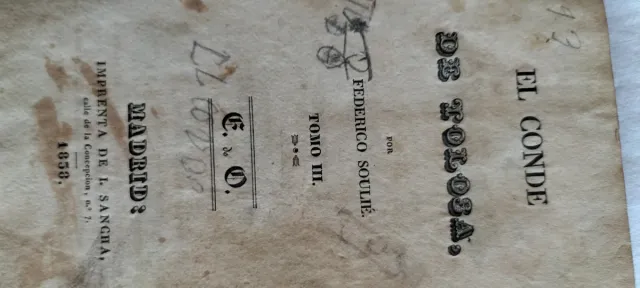 EL CONDE
DE TOLOSA,
POR
FEDERICO SOULIÉ.
TOMO III.
E. de O.
MADRID:
IMPRENTA DE I. SANCHA,
calle de la Concepcion, n.º 7.
1838.